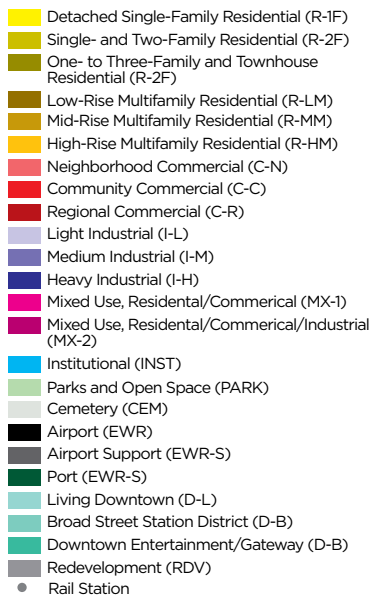 Detached Single-Family Residential (R-1F)
Single- and Two-Family Residential (R-2F)
One- to Three-Family and Townhouse
Residential (R-2F)
Low-Rise Multifamily Residential (R-LM)
Mid-Rise Multifamily Residential (R-MM)
High-Rise Multifamily Residential (R-HM)
Neighborhood Commercial (C-N)
Community Commercial (C-C)
Regional Commercial (C-R)
Light Industrial (I-L)
Medium Industrial (I-M)
Heavy Industrial (I-H)
Mixed Use, Residental/Commerical (MX-1)
Mixed Use, Residental/Commerical/Industrial
(MX-2)
Institutional (INST)
Parks and Open Space (PARK)
Cemetery (CEM)
Airport (EWR)
Airport Support (EWR-S)
Port (EWR-S)
Living Downtown (D-L)
Broad Street Station District (D-B)
Downtown Entertainment/Gateway (D-B)
Redevelopment (RDV)
Rail Station